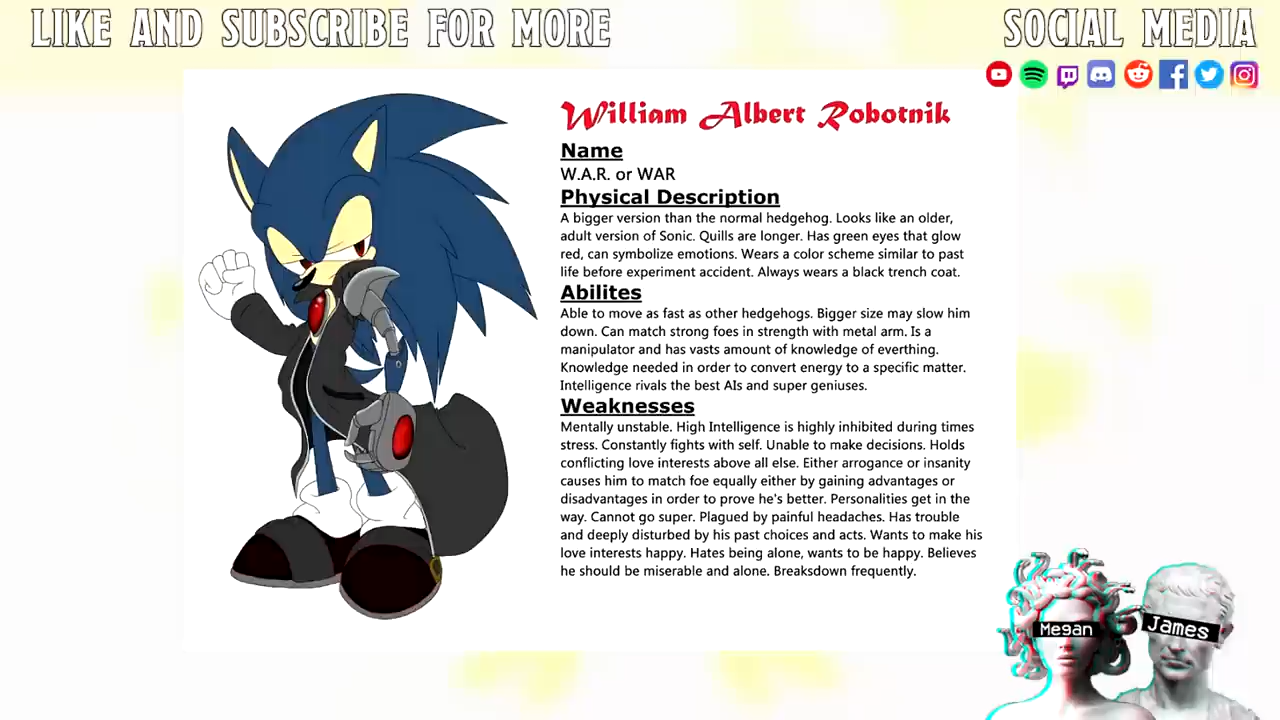 LIKE AND SUBSCRIBE FOR MORE
SOCIAL MEDIA
William Albert Robotnik
Name
W.A.R. or WAR
Physical Description
A bigger version than the normal hedgehog. Looks like an older,
adult version of Sonic. Quills are longer. Has green eyes that glow
red, can symbolize emotions. Wears a color scheme similar to past
life before experiment accident. Always wears a black trench coat.
Abilites
Able to move as fast as other hedgehogs. Bigger size may slow him
down. Can match strong foes in strength with metal arm. Is a
manipulator and has vasts amount of knowledge of everthing.
Knowledge needed in order to convert energy to a specific matter.
Intelligence rivals the best AIs and super geniuses.
Weaknesses
Mentally unstable. High Intelligence is highly inhibited during times
stress. Constantly fights with self. Unable to make decisions. Holds
conflicting love interests above all else. Either arrogance or insanity
causes him to match foe equally either by gaining advantages or
disadvantages in order to prove he's better. Personalities get in the
way. Cannot go super. Plagued by painful headaches. Has trouble
and deeply disturbed by his past choices and acts. Wants to make his
love interests happy. Hates being alone, wants to be happy. Believes
he should be miserable and alone. Breaksdown frequently.
Megan
James